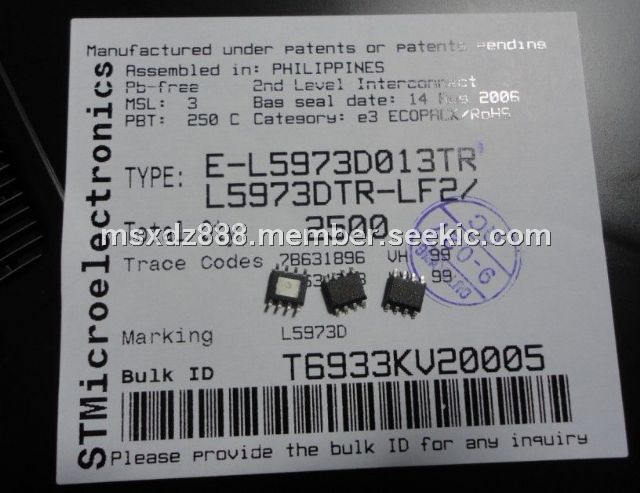 Manufactured under patents or patents pending
Assembled in: PHILIPPINES
Pb-free 2nd Level Interconnect
MSL: 3 Bag seal date: 14 2006
PBT: 250 C Category: e3 ECOPACK/RoHS
TYPE: E-L5973D013TR
L5973DTR-LF2/
Total Qty 2500
msxdz888.member.seekic.com
Trace Codes 7B631896 VH 99
99
Marking L5973D
Bulk ID T6933KV20005
Please provide the bulk ID for any inquiry
STMicroelectronics